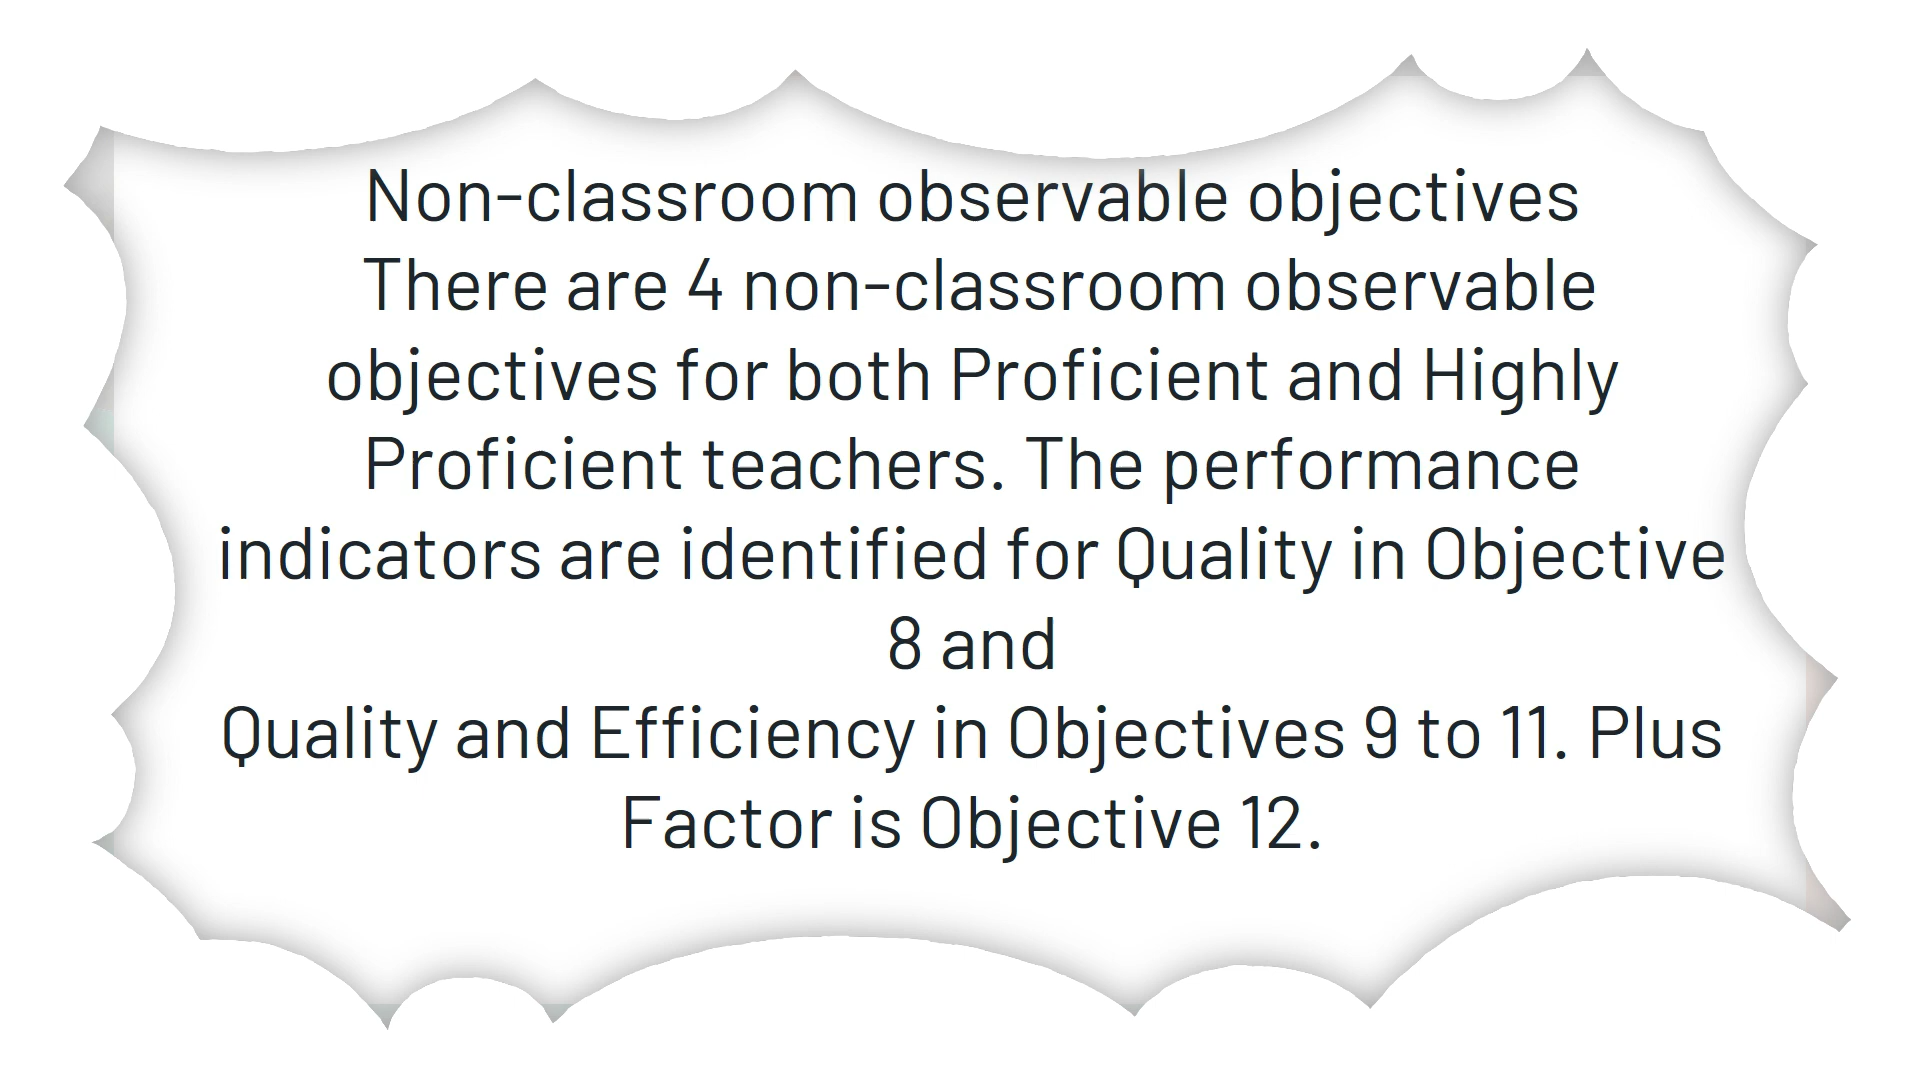 Non-classroom observable objectives
There are 4 non-classroom observable
objectives for both Proficient and Highly
Proficient teachers. The performance
indicators are identified for Quality in Objective
8 and
Quality and Efficiency in Objectives 9 to 11. Plus
Factor is Objective 12.